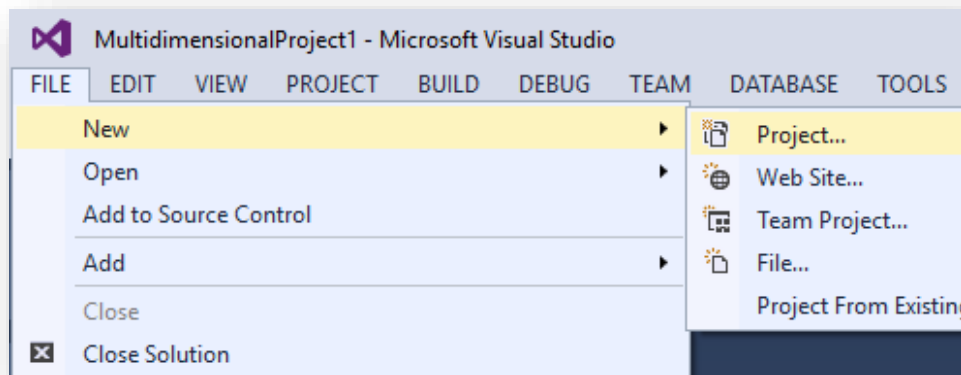 MultidimensionalProject1 - Microsoft Visual Studio
FILE EDIT VIEW PROJECT BUILD DEBUG TEAM DATABASE TOOLS
New
Open
Add to Source Control
Add
Close
Close Solution
Project...
Web Site...
Team Project...
File...
Project From Existing